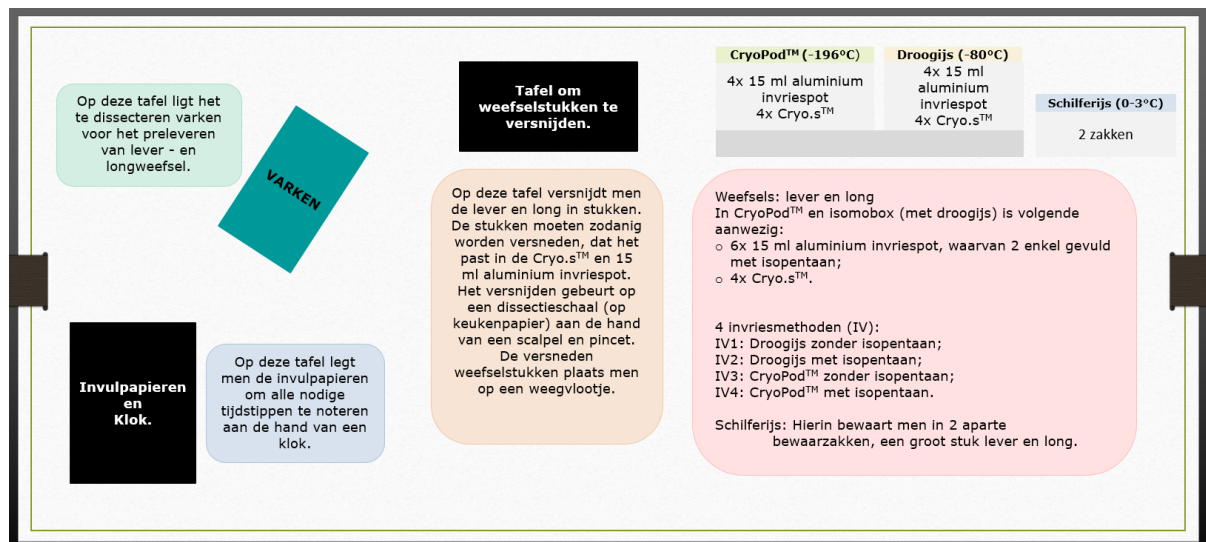 Op deze tafel ligt het
te dissecteren varken
voor het preleveren
van lever - en
longweefsel.
VARKEN
Invulpapieren
en
Klok.
Op deze tafel legt
men de invulpapieren
om alle nodige
tijdstippen te noteren
aan de hand van een
klok.
Tafel om
weefselstukken te
versnijden.
Op deze tafel versnijdt men
de lever en long in stukken.
De stukken moeten zodanig
worden versneden, dat het
past in de Cryo.s™ en 15
ml aluminium invriespot.
Het versnijden gebeurt op
een dissectieschaal (op
keukenpapier) aan de hand
van een scalpel en pincet.
De versneden
weefselstukken plaats men
op een weegvlootje.
CryoPod™ (-196°C)
4x 15 ml aluminium
invriespot
4x Cryo.s™
Droogijs (-80°C)
4x 15 ml
aluminium
invriespot
4x Cryo.s™
Schilferijs (0-3°C)
2 zakken
Weefsels: lever en long
In CryoPod™ en isomobox (met droogijs) is volgende
aanwezig:
o 6x 15 ml aluminium invriespot, waarvan 2 enkel gevuld
met isopentaan;
o 4x Cryo.s™.
4 invriesmethoden (IV):
IV1: Droogijs zonder isopentaan;
IV2: Droogijs met isopentaan;
IV3: CryoPod™ zonder isopentaan;
IV4: CryoPod™ met isopentaan.
Schilferijs: Hierin bewaart men in 2 aparte
bewaarzakken, een groot stuk lever en long.